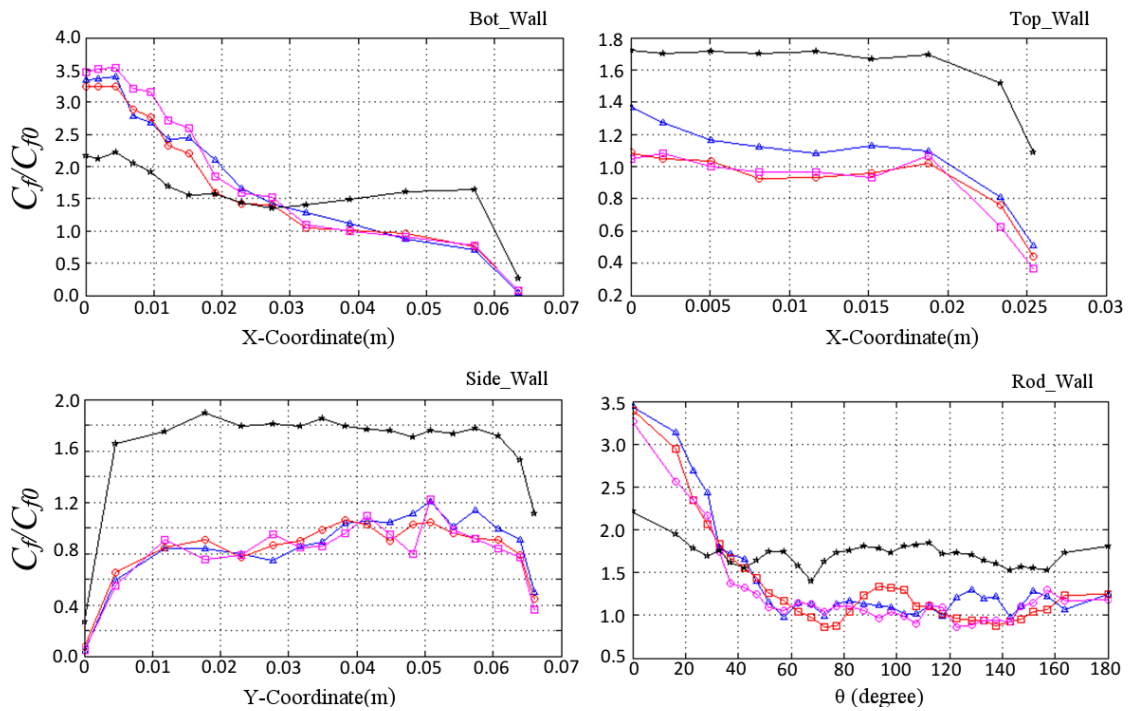 Bot_Wall
4.0
3.5
3.0
2.5
2.0
1.5
1.0
0.5
0.0
Cf/Cf0
0 0.01 0.02 0.03 0.04 0.05 0.06 0.07
X-Coordinate(m)
Top_Wall
1.8
1.6
1.4
1.2
1.0
0.8
0.6
0.4
0.2
0 0.005 0.01 0.015 0.02 0.025 0.03
X-Coordinate(m)
Side_Wall
2.0
1.6
1.2
0.8
0.4
0.0
Cf/Cf0
0 0.01 0.02 0.03 0.04 0.05 0.06 0.07
Y-Coordinate(m)
Rod_Wall
3.5
3.0
2.5
2.0
1.5
1.0
0.5
0 20 40 60 80 100 120 140 160 180
θ (degree)